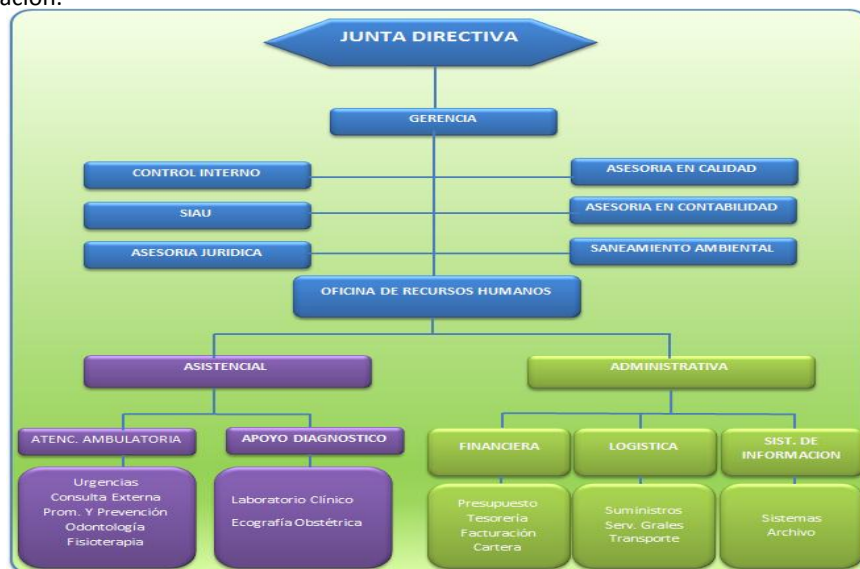 ación.
JUNTA DIRECTIVA
GERENCIA
CONTROL INTERNO
ASESORIA EN CALIDAD
SIAU
ASESORIA EN CONTABILIDAD
ASESORIA JURIDICA
SANEAMIENTO AMBIENTAL
OFICINA DE RECURSOS HUMANOS
ASISTENCIAL
ADMINISTRATIVA
ATENC. AMBULATORIA
APOYO DIAGNOSTICO
FINANCIERA
LOGISTICA
SIST. DE
INFORMACION
Urgencias
Consulta Externa
Prom. Y Prevención
Odontología
Fisioterapia
Laboratorio Clínico
Ecografía Obstétrica
Presupuesto
Tesorería
Facturación
Cartera
Suministros
Serv. Grales
Transporte
Sistemas
Archivo